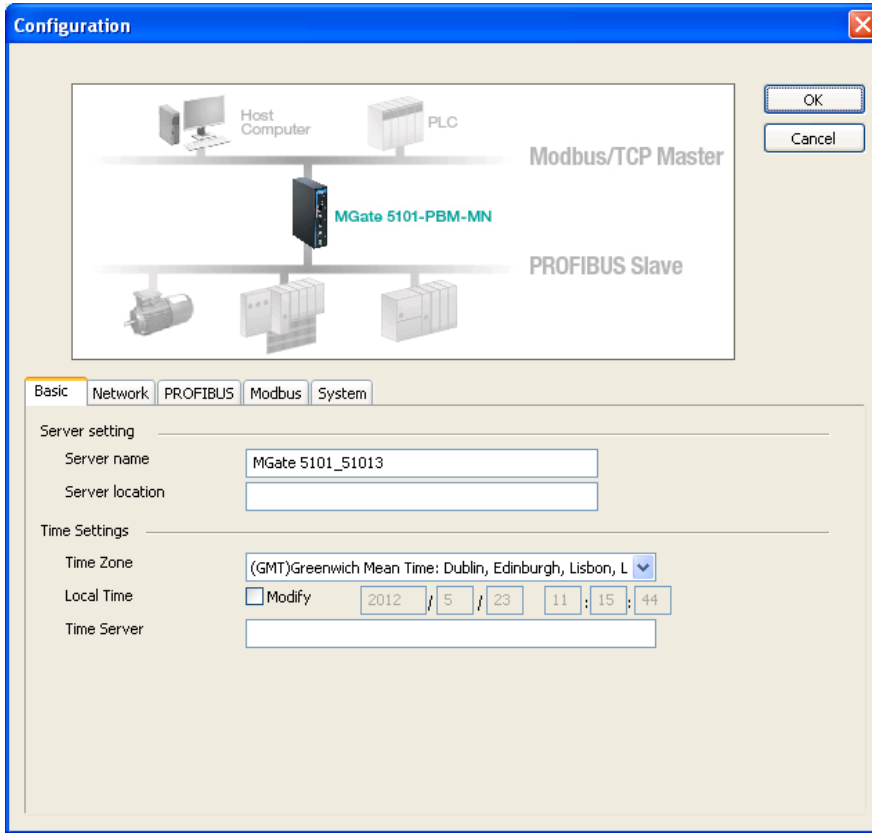 Configuration
Host
Computer
PLC
Modbus/TCP Master
MGate 5101-PBM-MN
PROFIBUS Slave
OK
Cancel
Basic Network PROFIBUS Modbus System
Server setting
Server name MGate 5101_51013
Server location
Time Settings
Time Zone (GMT)Greenwich Mean Time: Dublin, Edinburgh, Lisbon, L
Local Time Modify 2012 / 5 / 23 11 : 15 : 44
Time Server